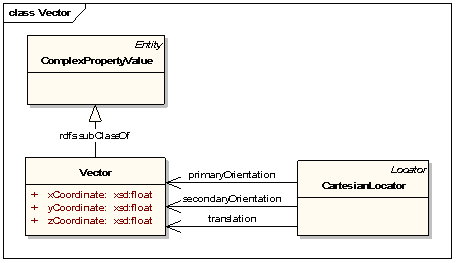 class Vector
Entity
ComplexPropertyValue
rdfs:subClassOf
Vector
+ xCoordinate: xsd:float
+ yCoordinate: xsd:float
+ zCoordinate: xsd:float
primaryOrientation
secondaryOrientation
translation
Locator
CartesianLocator